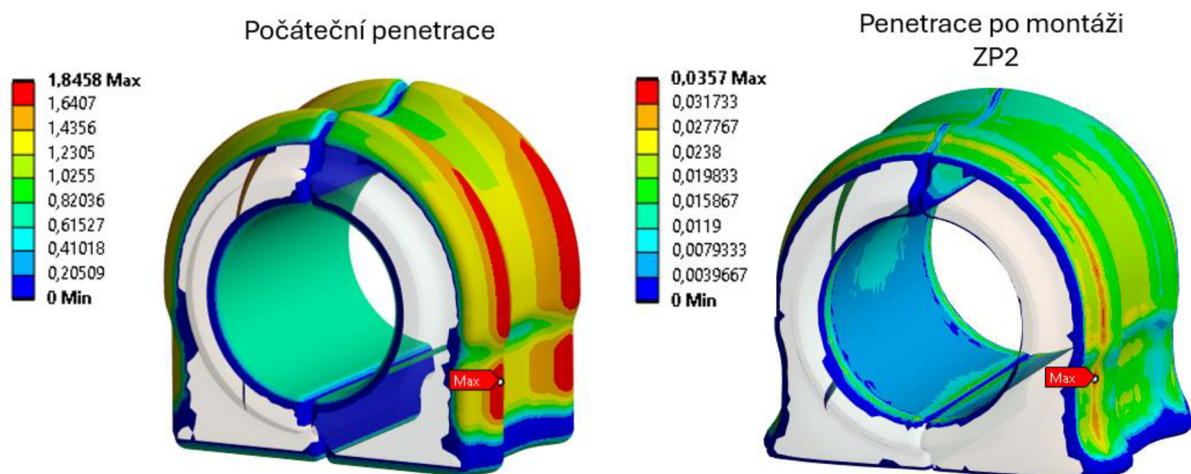 Počáteční penetrace
1,8458 Max
1,6407
1,4356
1,2305
1,0255
0,82036
0,61527
0,41018
0,20509
0 Min
Max
Penetrace po montáži
ZP2
0,0357 Max
0,031733
0,027767
0,0238
0,019833
0,015867
0,0119
0,0079333
0,0039667
0 Min
Max